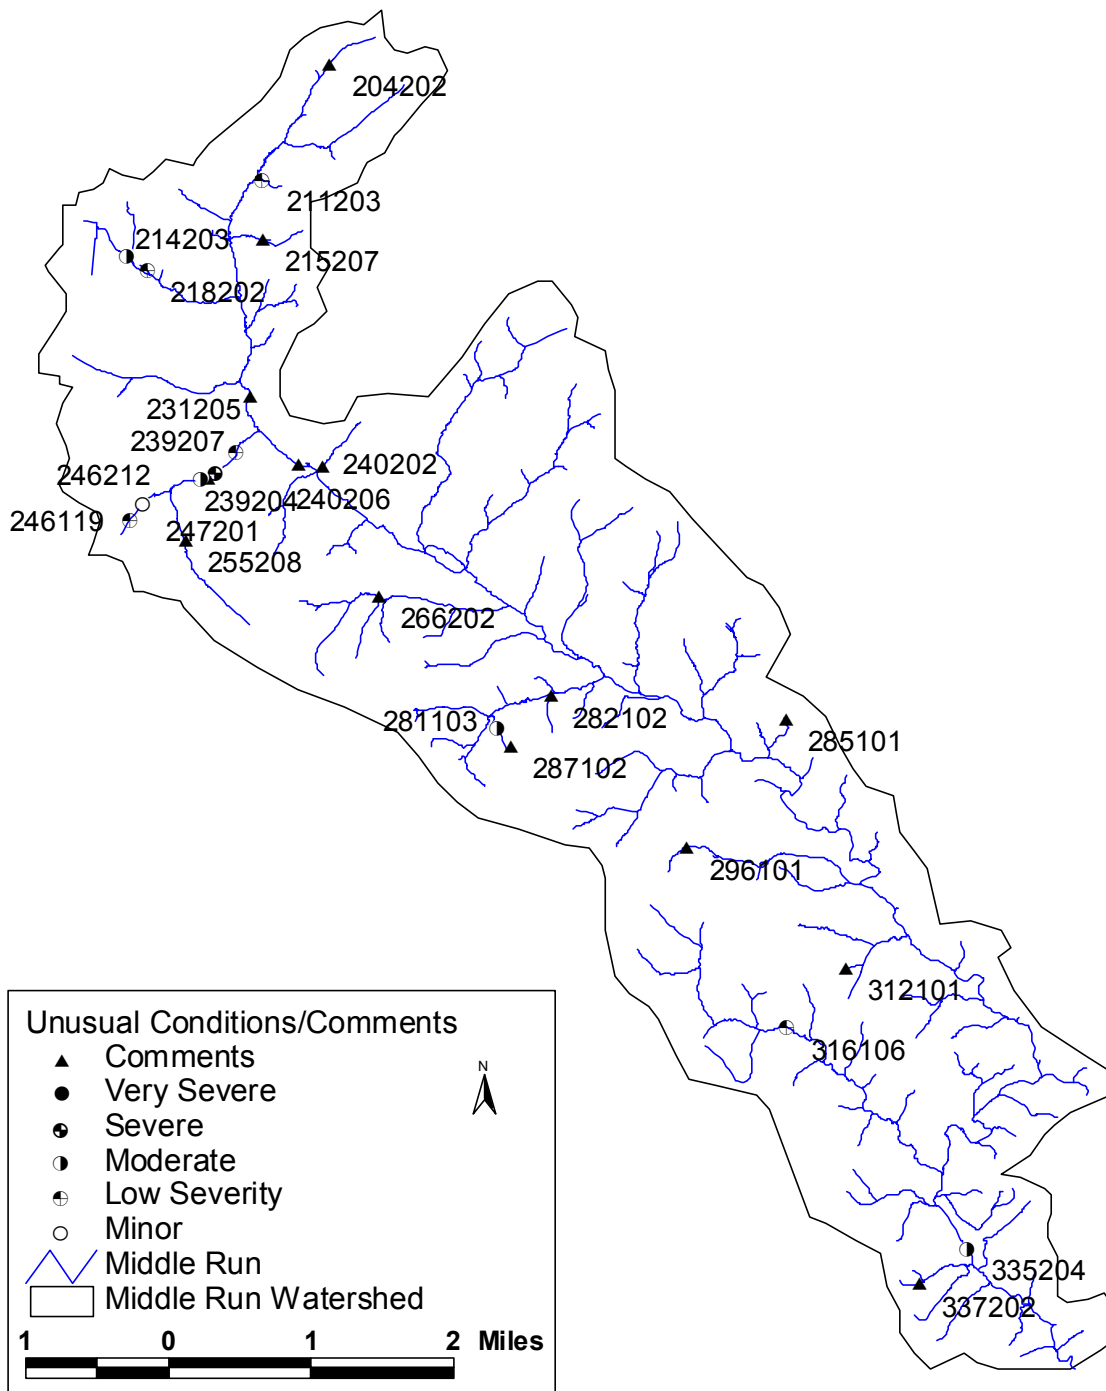 204202
211203
214203
215207
218202
231205
239207
240202
246212
239204
240206
246119
247201
255208
266202
281103
282102
285101
287102
296101
312101
316106
335204
337202
Unusual Conditions/Comments
Comments
N
Very Severe
Severe
Moderate
Low Severity
Minor
Middle Run
Middle Run Watershed
1 0 1 2 Miles